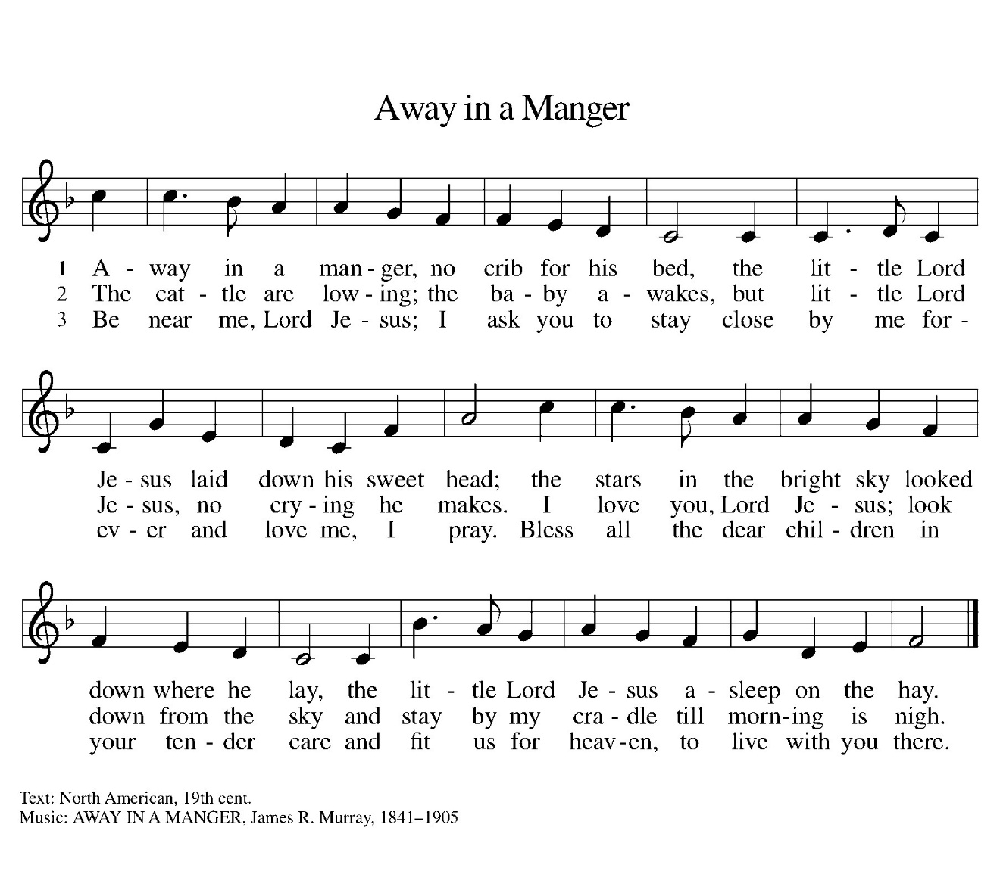 Away in a Manger
1 A - way in a man - ger, no crib for his bed, the lit - tle Lord
2 The cat - tle are low - ing; the ba - by a - wakes, but lit - tle Lord
3 Be near me, Lord Je - sus; I ask you to stay close by me for -
Je - sus laid down his sweet head; the stars in the bright sky looked
Je - sus, no cry - ing he makes. I love you, Lord Je - sus; look
ev - er and love me, I pray. Bless all the dear chil - dren in
down where he lay, the lit - tle Lord Je - sus a - sleep on the hay.
down from the sky and stay by my cra - dle till morn - ing is nigh.
your ten - der care and fit us for heav - en, to live with you there.
Text: North American, 19th cent.
Music: AWAY IN A MANGER, James R. Murray, 1841–1905